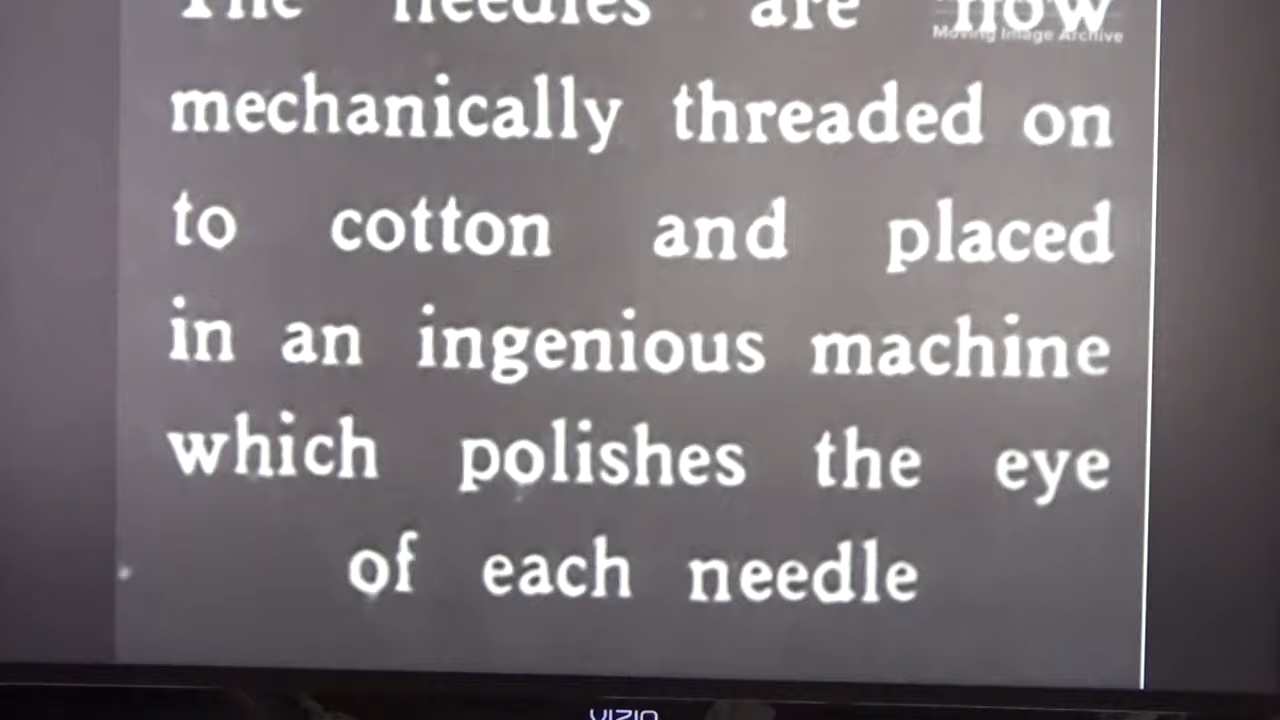 The needles are now
Moving Image Archive
mechanically threaded on
to cotton and placed
in an ingenious machine
which polishes the eye
of each needle
VIZIO